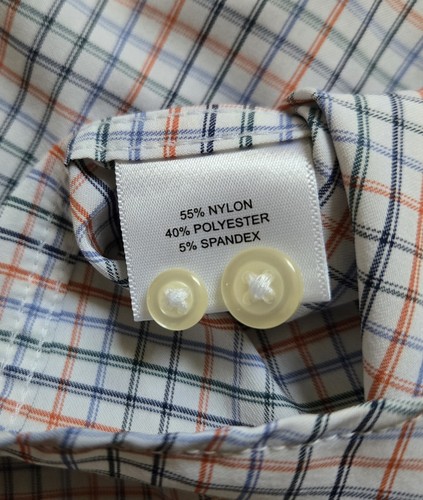 55% NYLON
40% POLYESTER
5% SPANDEX